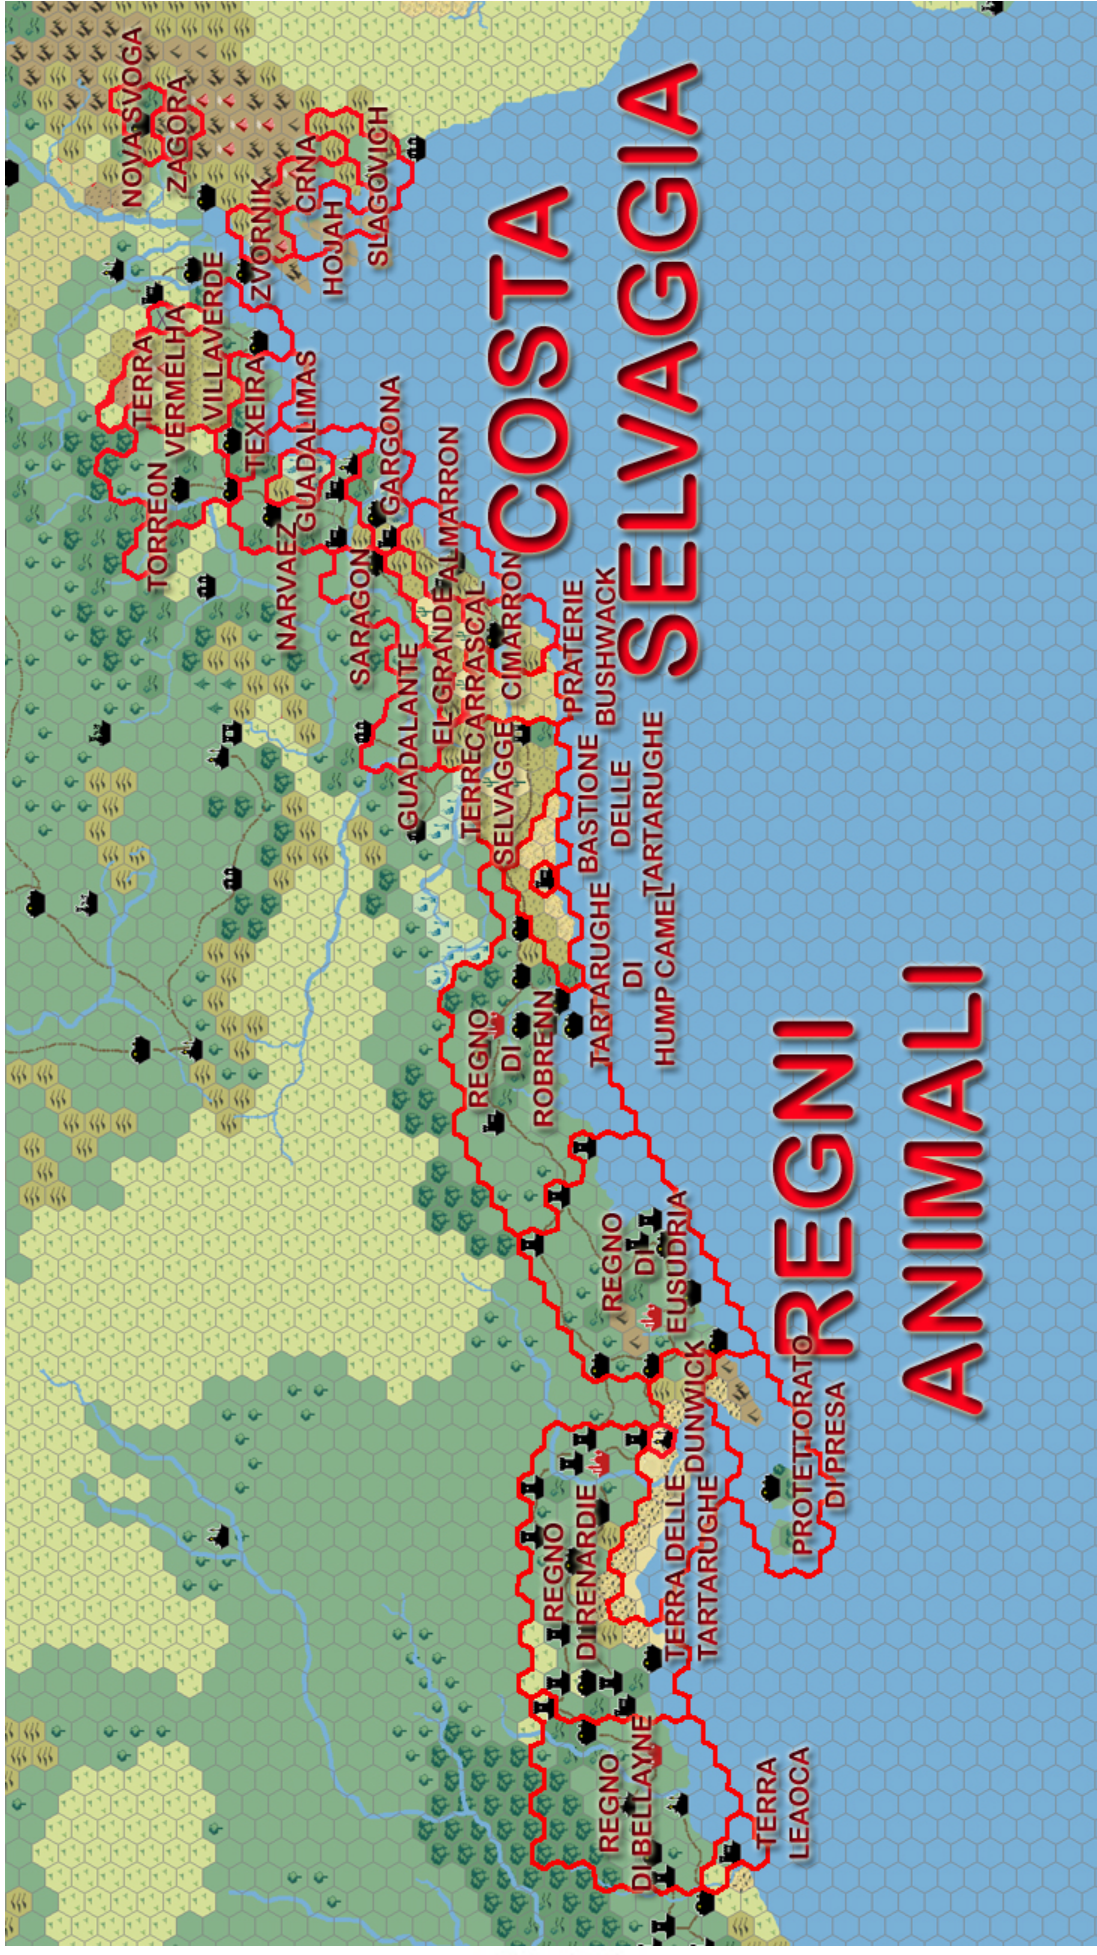 NOVA SVOGA
ZAGORA
TERRA
VERMELHA
VILLAVERDE
TORREON
TEXEIRA
ZVORNIK
CRNA
HOJAH
SLAGOVICH
NARVAEZ
GUADALIMAS
SARAGON
GARGONA
GUADALANTE
EL GRANDE
ALMARRON
CARRASCAL
CIMARRON
TERRE
SELVAGGE
PRATERIE
BUSHWACK
BASTIONE
DELLE
TARTARUGHE
TARTARUGHE
DI
HUMP CAMEL
COSTA
SELVAGGIA
REGNO
DI
ROBRENN
REGNO
DI
EUSUDRIA
REGNO
DI RENARDIE
DUNWICK
TERRA DELLE
TARTARUGHE
PROTETTORATO
DI PRESA
REGNO
DI BELLAYNE
TERRA
LEAOCA
REGNI
ANIMALI